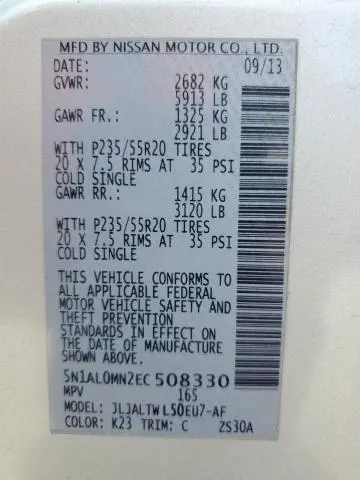 MFD BY NISSAN MOTOR CO., LTD.
DATE: 09/13
GVWR: 2682 KG
5913 LB
GAWR FR.: 1325 KG
2921 LB
WITH P235/55R20 TIRES
20 X 7.5 RIMS AT 35 PSI
COLD SINGLE
GAWR RR.: 1415 KG
3120 LB
WITH P235/55R20 TIRES
20 X 7.5 RIMS AT 35 PSI
COLD SINGLE
THIS VEHICLE CONFORMS TO
ALL APPLICABLE FEDERAL
MOTOR VEHICLE SAFETY AND
THEFT PREVENTION
STANDARDS IN EFFECT ON
THE DATE OF MANUFACTURE
SHOWN ABOVE.
5N1AL0MN2EC508330
MPV 165
MODEL: JLJALTWL50EU7-AF
COLOR: K23 TRIM: C ZS30A